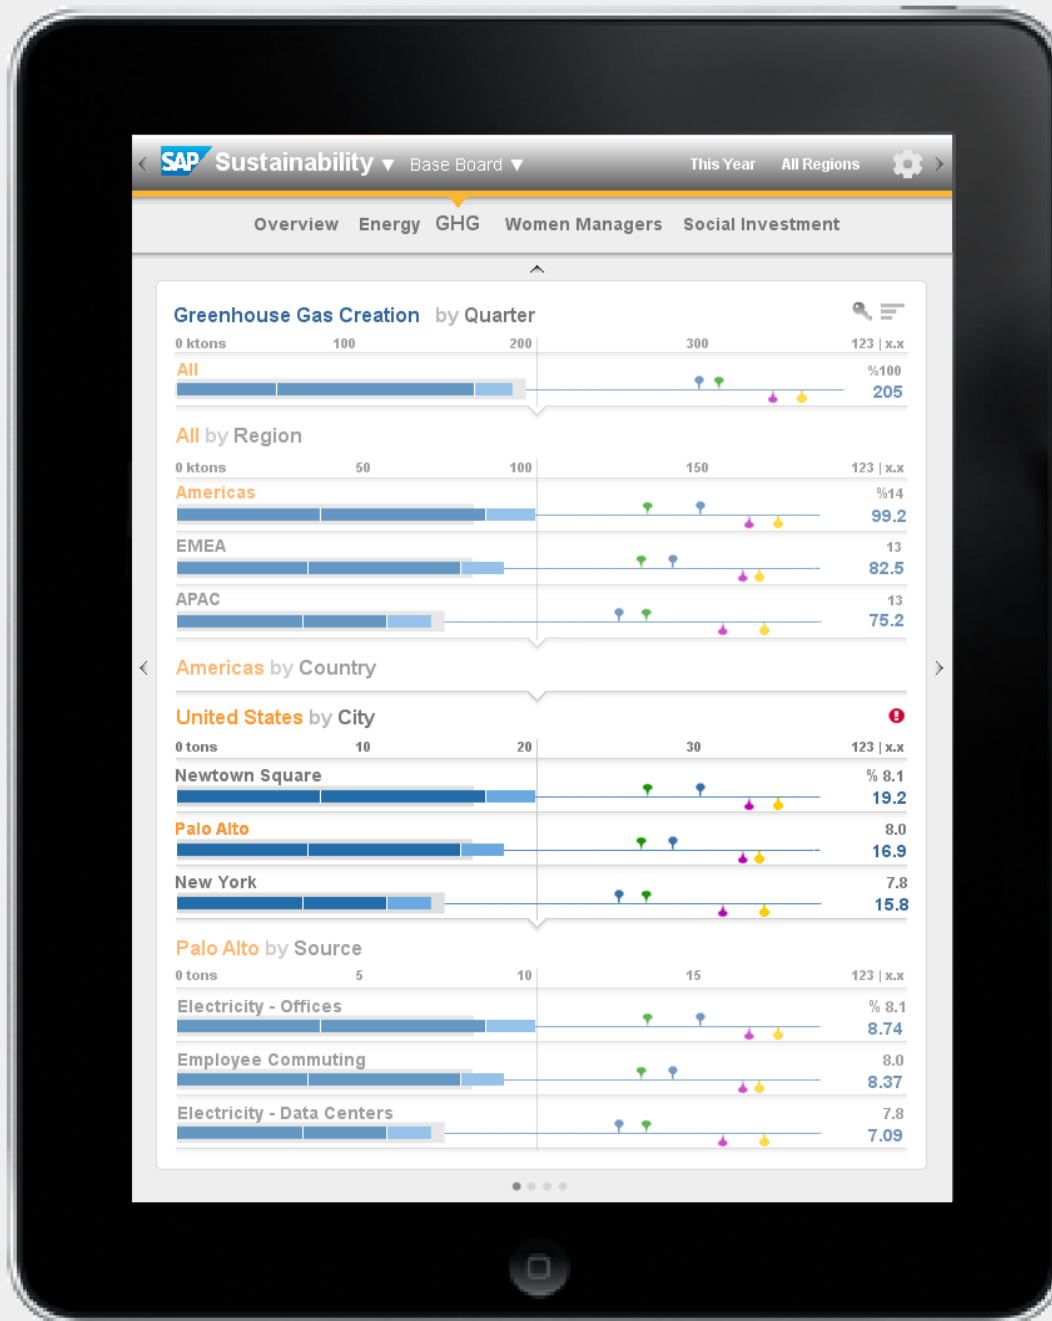 SAP Sustainability ▼ Base Board ▼ This Year All Regions
Overview Energy GHG Women Managers Social Investment
Greenhouse Gas Creation by Quarter
0 ktons 100 200 300 123 | x.x
All %100
205
All by Region
0 ktons 50 100 150 123 | x.x
Americas %14
99.2
EMEA 13
82.5
APAC 13
75.2
Americas by Country
United States by City
0 tons 10 20 30 123 | x.x
Newtown Square % 8.1
19.2
Palo Alto 8.0
16.9
New York 7.8
15.8
Palo Alto by Source
0 tons 5 10 15 123 | x.x
Electricity - Offices % 8.1
8.74
Employee Commuting 8.0
8.37
Electricity - Data Centers 7.8
7.09